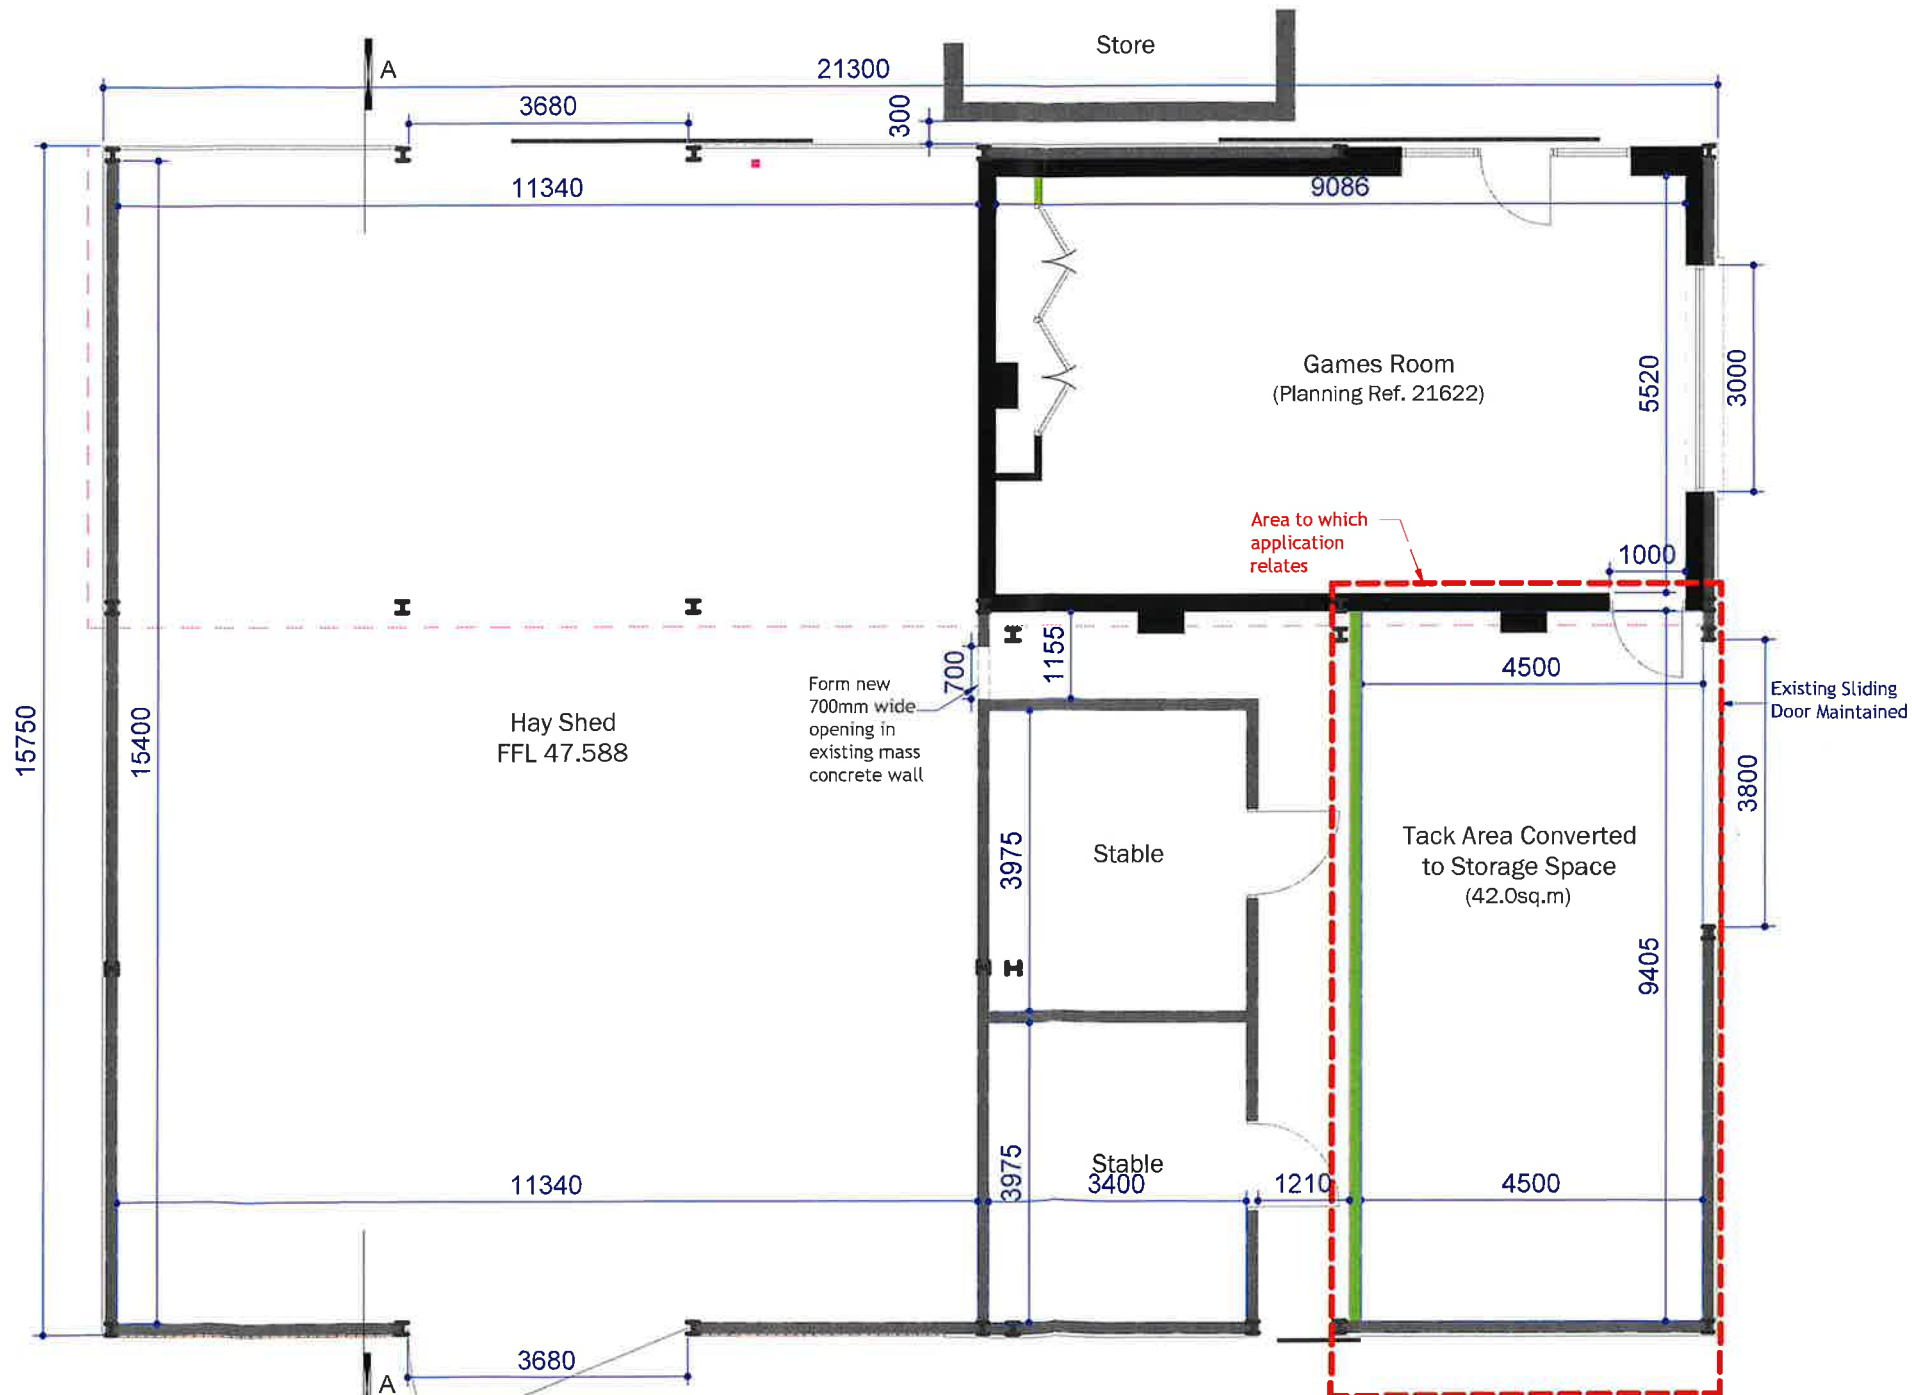 Store
A
21300
3680
300
11340
9086
Games Room
(Planning Ref. 21622)
5520
3000
Area to which
application
relates
1000
1155
700
4500
Form new
700mm wide
opening in
existing mass
concrete wall
Existing Sliding
Door Maintained
Hay Shed
FFL 47.588
15750
15400
3800
Stable
3975
Tack Area Converted
to Storage Space
(42.0sq.m)
9405
Stable
3975
11340
3400
1210
4500
3680
A